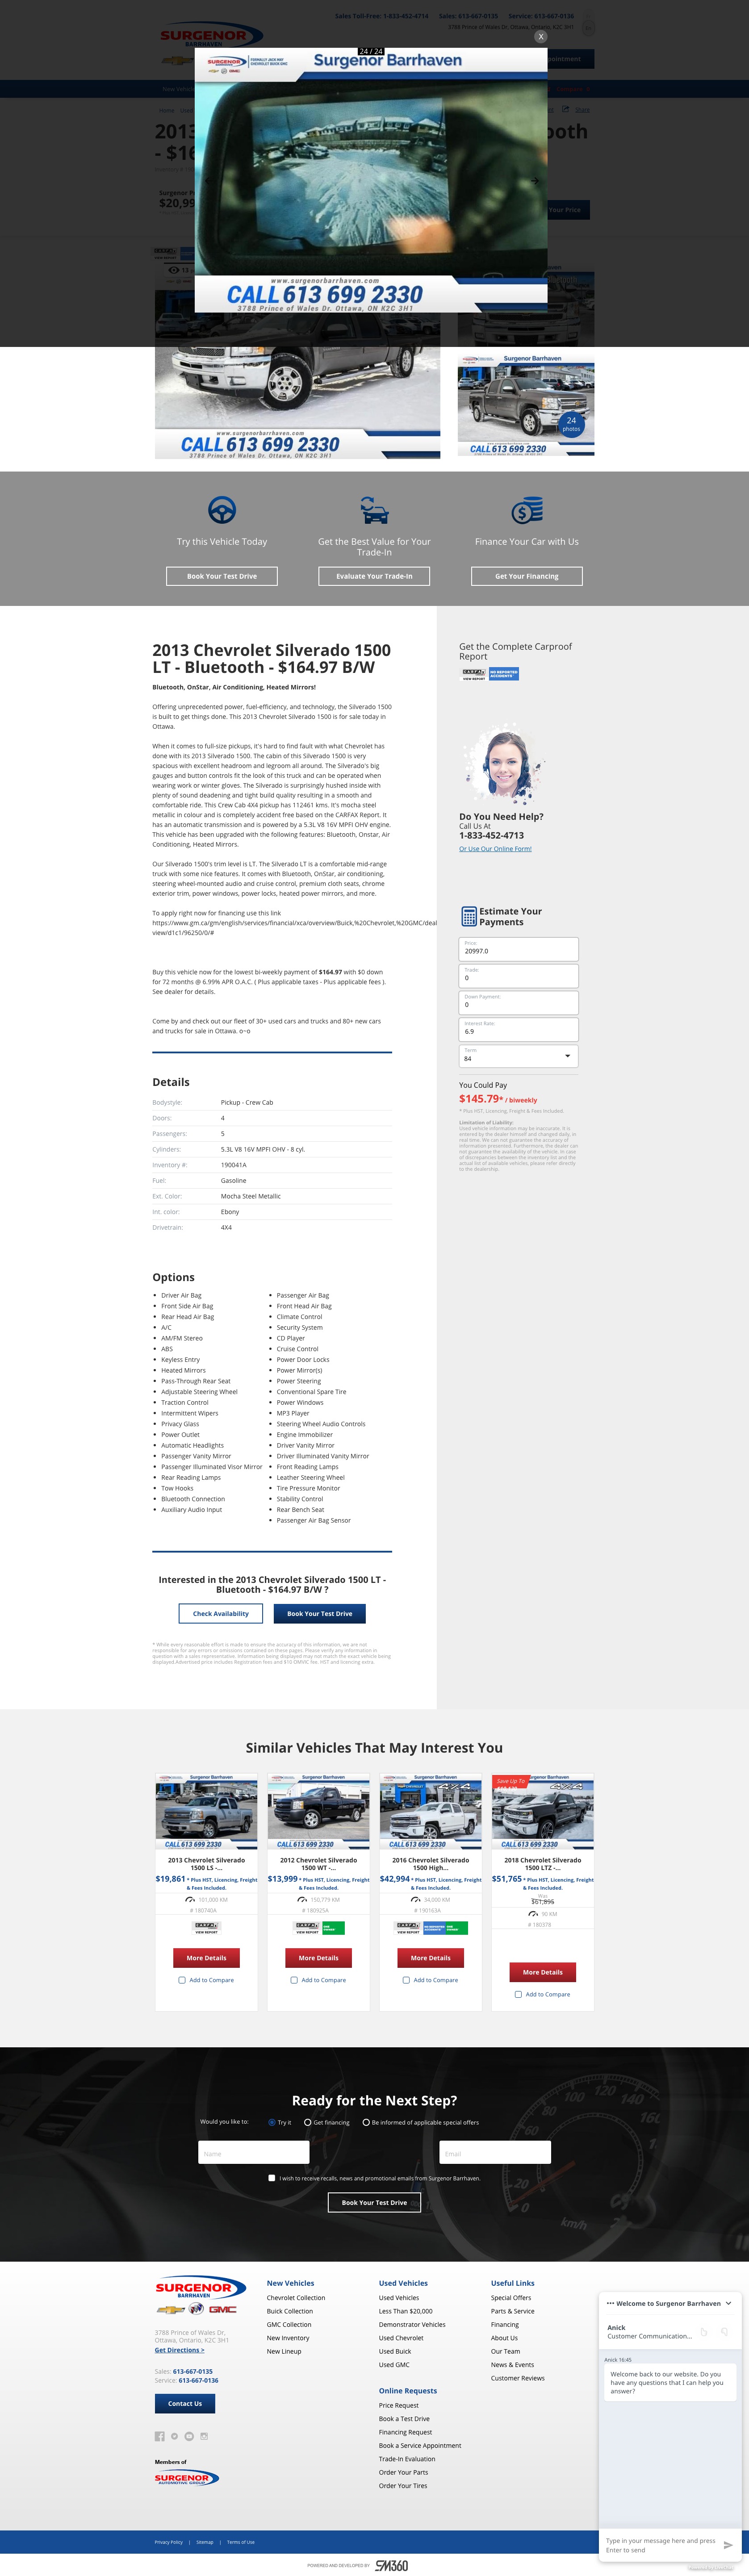 SURGENOR
BARRHAVEN
Sales Toll-Free: 1-833-452-4714 Sales: 613-667-0135 Service: 613-667-0136
3788 Prince of Wales Dr, Ottawa, Ontario, K2C 3H1
X
24 / 24
SURGENOR
FORMALLY JACK MAY
CHEVROLET BUICK GMC
Surgenor Barrhaven
Home
Share
2013
- $16
$20,99
Your Price
www.surgenorbarrhaven.com
CALL 613 699 2330
3788 Prince of Wales Dr. Ottawa, ON K2C 3H1
13
www.surgenorbarrhaven.com
CALL 613 699 2330
3788 Prince of Wales Dr. Ottawa, ON K2C 3H1
Surgenor Barrhaven
24
photos
CALL 613 699 2330
Try this Vehicle Today
Book Your Test Drive
Get the Best Value for Your
Trade-In
Evaluate Your Trade-In
Finance Your Car with Us
Get Your Financing
2013 Chevrolet Silverado 1500
LT - Bluetooth - $164.97 B/W
Bluetooth, OnStar, Air Conditioning, Heated Mirrors!
Offering unprecedented power, fuel-efficiency, and technology, the Silverado 1500
is built to get things done. This 2013 Chevrolet Silverado 1500 is for sale today in
Ottawa.
When it comes to full-size pickups, it's hard to find fault with what Chevrolet has
done with its 2013 Silverado 1500. The cabin of this Silverado 1500 is very
spacious with excellent headroom and legroom all around. The Silverado's big
gauges and button controls fit the look of this truck and can be operated when
wearing work or winter gloves. The Silverado is surprisingly hushed inside with
plenty of sound deadening and tight build quality resulting in a smooth and
comfortable ride. This Crew Cab 4X4 pickup has 112461 kms. It's mocha steel
metallic in colour and is completely accident free based on the CARFAX Report. It
has an automatic transmission and is powered by a 5.3L V8 16V MPFI OHV engine.
This vehicle has been upgraded with the following features: Bluetooth, Onstar, Air
Conditioning, Heated Mirrors.
Our Silverado 1500's trim level is LT. The Silverado LT is a comfortable mid-range
truck with some nice features. It comes with Bluetooth, OnStar, air conditioning,
steering wheel-mounted audio and cruise control, premium cloth seats, chrome
exterior trim, power windows, power locks, heated power mirrors, and more.
To apply right now for financing use this link
https://www.gm.ca/gm/english/services/financial/xca/overview/Buick,%20Chevrolet,%20GMC/deal
view/d1c1/96250/0/#
Buy this vehicle now for the lowest bi-weekly payment of $164.97 with $0 down
for 72 months @ 6.99% APR O.A.C. ( Plus applicable taxes - Plus applicable fees ).
See dealer for details.
Come by and check out our fleet of 30+ used cars and trucks and 80+ new cars
and trucks for sale in Ottawa. o~o
Details
Bodystyle: Pickup - Crew Cab
Doors: 4
Passengers: 5
Cylinders: 5.3L V8 16V MPFI OHV - 8 cyl.
Inventory #: 190041A
Fuel: Gasoline
Ext. Color: Mocha Steel Metallic
Int. color: Ebony
Drivetrain: 4X4
Options
Driver Air Bag
Front Side Air Bag
Rear Head Air Bag
A/C
AM/FM Stereo
ABS
Keyless Entry
Heated Mirrors
Pass-Through Rear Seat
Adjustable Steering Wheel
Traction Control
Intermittent Wipers
Privacy Glass
Power Outlet
Automatic Headlights
Passenger Vanity Mirror
Passenger Illuminated Visor Mirror
Rear Reading Lamps
Tow Hooks
Bluetooth Connection
Auxiliary Audio Input
Passenger Air Bag
Front Head Air Bag
Climate Control
Security System
CD Player
Cruise Control
Power Door Locks
Power Mirror(s)
Power Steering
Conventional Spare Tire
Power Windows
MP3 Player
Steering Wheel Audio Controls
Engine Immobilizer
Driver Vanity Mirror
Driver Illuminated Vanity Mirror
Front Reading Lamps
Leather Steering Wheel
Tire Pressure Monitor
Stability Control
Rear Bench Seat
Passenger Air Bag Sensor
Interested in the 2013 Chevrolet Silverado 1500 LT -
Bluetooth - $164.97 B/W ?
Check Availability
Book Your Test Drive
* While every reasonable effort is made to ensure the accuracy of this information, we are not
responsible for any errors or omissions contained on these pages. Please verify any information in
question with a sales representative. Information being displayed may not match the exact vehicle being
displayed.Advertised price includes Registration fees and $10 OMVIC fee. HST and licencing extra.
Get the Complete Carproof
Report
VIEW REPORT
NO REPORTED
ACCIDENTS
Do You Need Help?
Call Us At
1-833-452-4713
Or Use Our Online Form!
Estimate Your
Payments
Price:
20997.0
Trade:
0
Down Payment:
0
Interest Rate:
6.9
Term:
84
You Could Pay
$145.79* / biweekly
* Plus HST, Licencing, Freight & Fees Included.
Limitation of Liability:
Used vehicle information may be inaccurate. It is
entered by the dealer himself and changed daily, in
real time. We can not guarantee the accuracy of
information presented. Furthermore, the dealer can
not guarantee the availability of the vehicle. In case
of discrepancies between the inventory list and the
actual list of available vehicles, please refer directly
to the dealership.
Similar Vehicles That May Interest You
Surgenor Barrhaven
CALL 613 699 2330
2013 Chevrolet Silverado
1500 LS -...
$19,861 * Plus HST, Licencing, Freight
& Fees Included.
101,000 KM
# 180740A
VIEW REPORT
More Details
Add to Compare
Surgenor Barrhaven
CALL 613 699 2330
2012 Chevrolet Silverado
1500 WT -...
$13,999 * Plus HST, Licencing, Freight
& Fees Included.
150,779 KM
# 180925A
VIEW REPORT
More Details
Add to Compare
Surgenor Barrhaven
CALL 613 699 2330
2016 Chevrolet Silverado
1500 High...
$42,994 * Plus HST, Licencing, Freight
& Fees Included.
34,000 KM
# 190163A
VIEW REPORT
More Details
Add to Compare
Save Up To
Surgenor Barrhaven
CALL 613 699 2330
2018 Chevrolet Silverado
1500 LTZ -...
$51,765 * Plus HST, Licencing, Freight
& Fees Included.
Was
$61,895
90 KM
# 180378
More Details
Add to Compare
Ready for the Next Step?
Would you like to: Try it Get financing Be informed of applicable special offers
Name
Email
I wish to receive recalls, news and promotional emails from Surgenor Barrhaven.
Book Your Test Drive
SURGENOR
BARRHAVEN
GMC
3788 Prince of Wales Dr,
Ottawa, Ontario, K2C 3H1
Get Directions >
Sales: 613-667-0135
Service: 613-667-0136
Contact Us
Members of
SURGENOR
AUTOMOTIVE GROUP
New Vehicles
Chevrolet Collection
Buick Collection
GMC Collection
New Inventory
New Lineup
Used Vehicles
Used Vehicles
Less Than $20,000
Demonstrator Vehicles
Used Chevrolet
Used Buick
Used GMC
Online Requests
Price Request
Book a Test Drive
Financing Request
Book a Service Appointment
Trade-In Evaluation
Order Your Parts
Order Your Tires
Useful Links
Special Offers
Parts & Service
Financing
About Us
Our Team
News & Events
Customer Reviews
Welcome to Surgenor Barrhaven
Anick
Customer Communication...
Anick 16:45
Welcome back to our website. Do you
have any questions that I can help you
answer?
Type in your message here and press
Enter to send
Privacy Policy | Sitemap | Terms of Use
POWERED AND DEVELOPED BY SM360